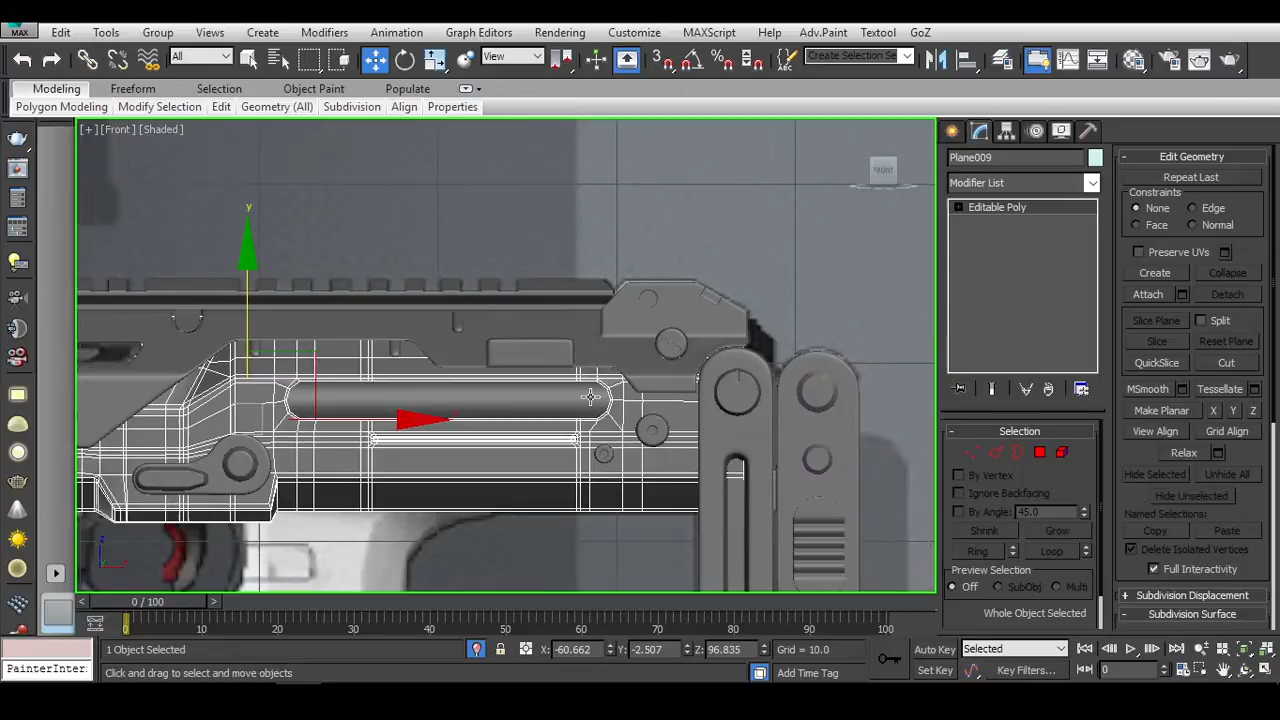 MAX
Edit Tools Group Views Create Modifiers Animation Graph Editors Rendering Customize MAXScript Help Adv.Paint Textool GoZ
All View 3 Create Selection Se
Modeling Freeform Selection Object Paint Populate
Polygon Modeling Modify Selection Edit Geometry (All) Subdivision Align Properties
[+] [Front] [Shaded]
FRONT
y
z
x
Plane009
Modifier List
Editable Poly
- Selection
By Vertex
Ignore Backfacing
By Angle: 45.0
Shrink Grow
Ring Loop
Preview Selection
Off SubObj Multi
Whole Object Selected
- Edit Geometry
Repeat Last
Constraints
None Edge
Face Normal
Preserve UVs
Create Collapse
Attach Detach
Slice Plane Split
Slice Reset Plane
QuickSlice Cut
MSmooth Tessellate
Make Planar X Y Z
View Align Grid Align
Relax
Hide Selected Unhide All
Hide Unselected
Named Selections:
Copy Paste
Delete Isolated Vertices
Full Interactivity
+ Subdivision Displacement
- Subdivision Surface
< 0 / 100 >
0 10 20 30 40 50 60 70 80 90 100
1 Object Selected X: -60.662 Y: -2.507 Z: 96.835 Grid = 10.0 Auto Key Selected
PainterInter Click and drag to select and move objects Add Time Tag Set Key Key Filters... 0